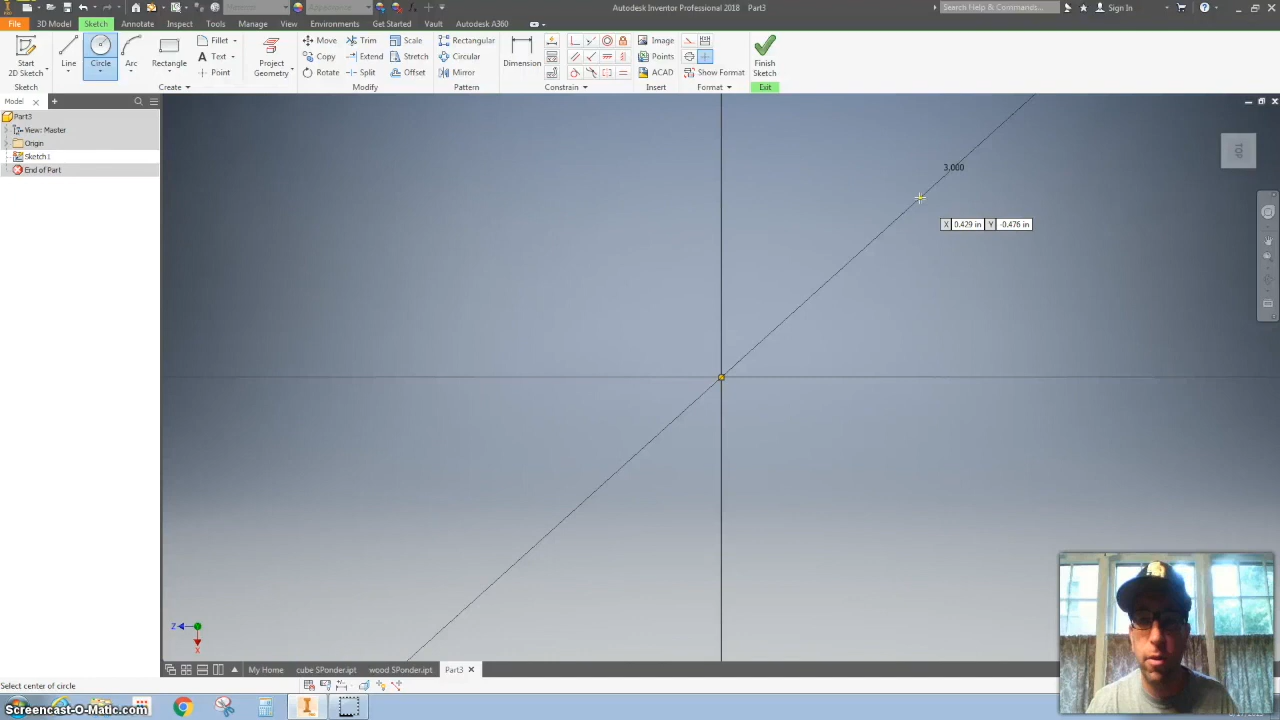 Autodesk Inventor Professional 2018 Part3
Search Help & Commands...
Sign In
File 3D Model Sketch Annotate Inspect Tools Manage View Environments Get Started Vault Autodesk A360
Start
2D Sketch
Line
Circle
Arc
Rectangle
Fillet
Text
Point
Project
Geometry
Move
Copy
Rotate
Trim
Extend
Split
Scale
Stretch
Offset
Rectangular
Circular
Mirror
Dimension
Image
Points
ACAD
Show Format
Finish
Sketch
Sketch
Create
Modify
Pattern
Constrain
Insert
Format
Exit
Model
Part3
View: Master
Origin
Sketch1
End of Part
3.000
X 0.429 in Y -0.476 in
TOP
Z
X
My Home cube SPonder.ipt wood SPonder.ipt Part3
Select center of circle
Screencast-O-Matic.com